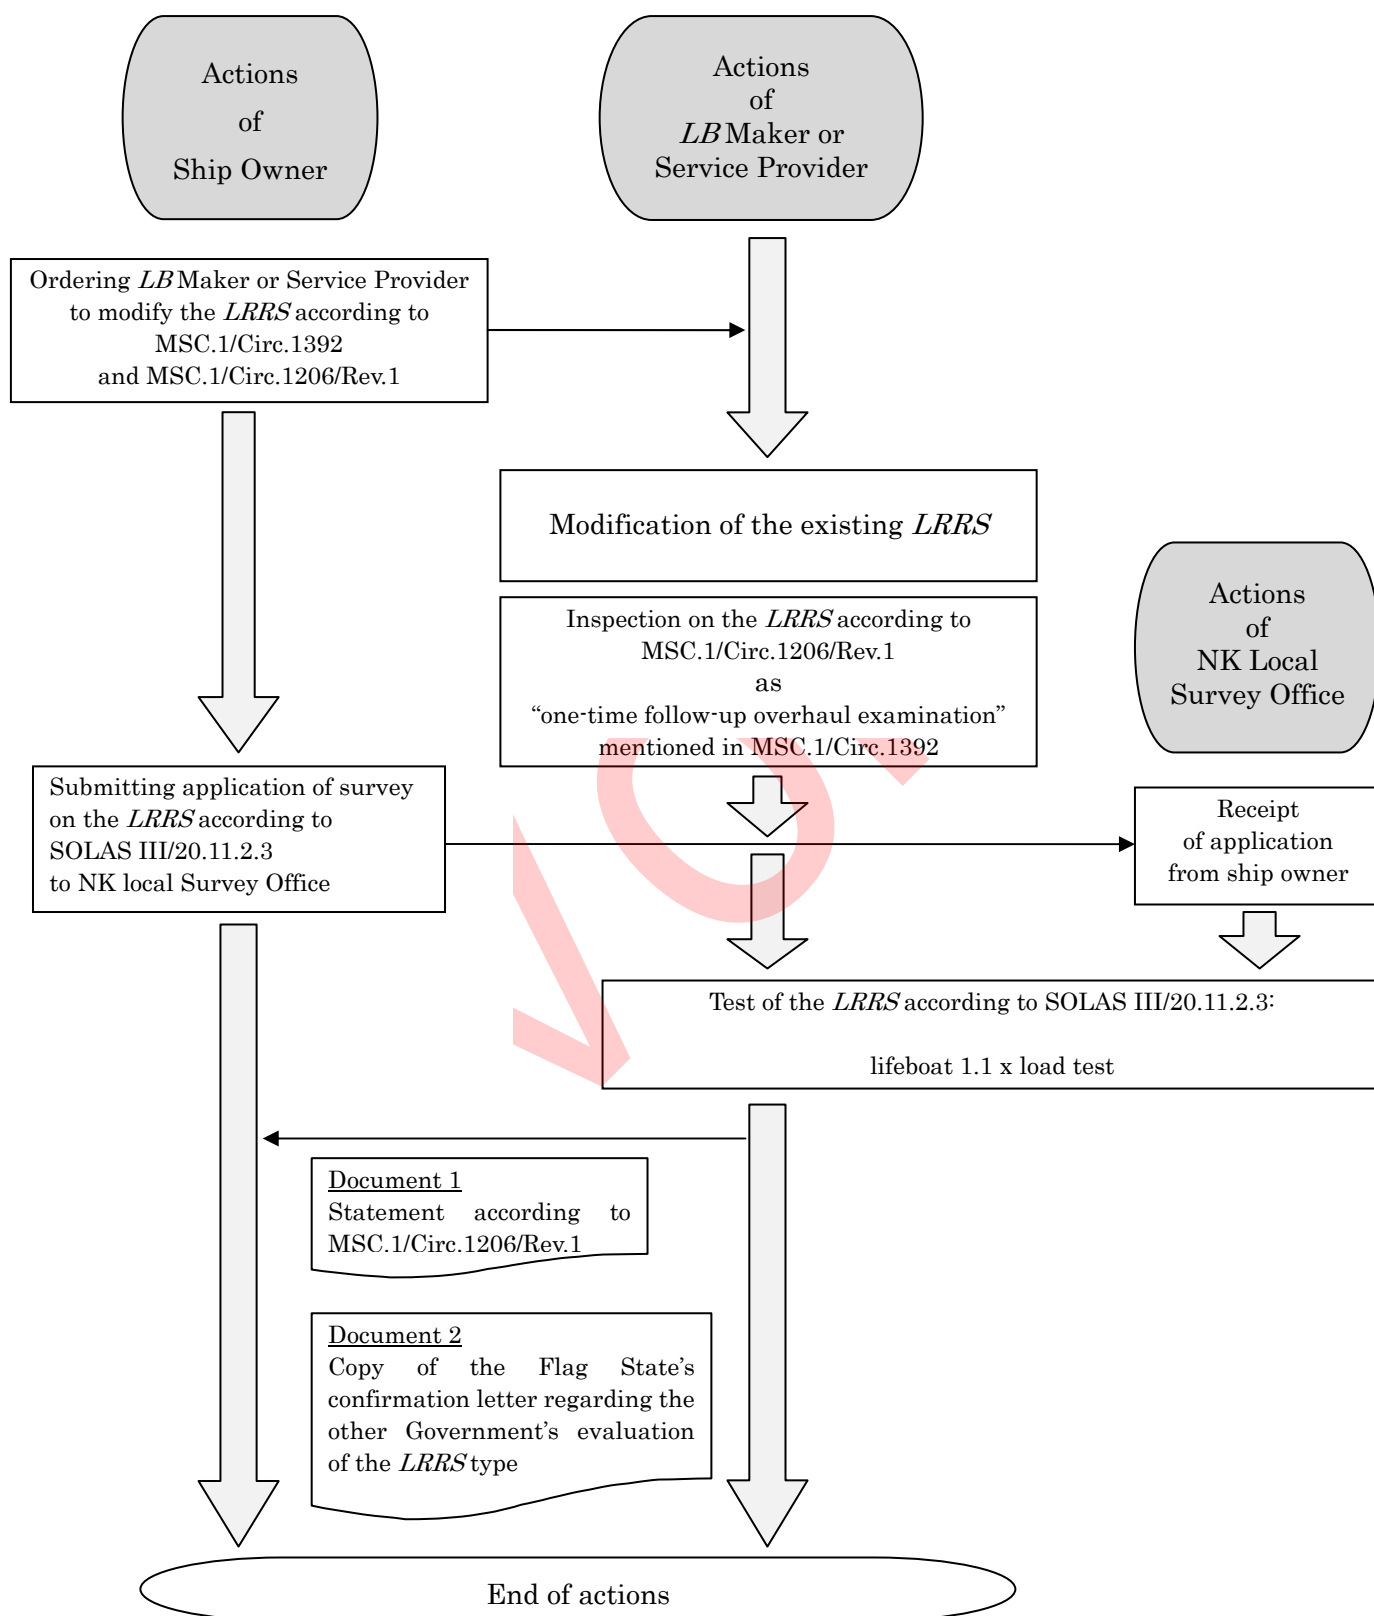 Actions
of
Ship Owner
Actions
of
LB Maker or
Service Provider
Ordering LB Maker or Service Provider
to modify the LRRS according to
MSC.1/Circ.1392
and MSC.1/Circ.1206/Rev.1
Modification of the existing LRRS
Inspection on the LRRS according to
MSC.1/Circ.1206/Rev.1
as
“one-time follow-up overhaul examination”
mentioned in MSC.1/Circ.1392
Actions
of
NK Local
Survey Office
Submitting application of survey
on the LRRS according to
SOLAS III/20.11.2.3
to NK local Survey Office
Receipt
of application
from ship owner
Test of the LRRS according to SOLAS III/20.11.2.3:
lifeboat 1.1 x load test
Document 1
Statement according to
MSC.1/Circ.1206/Rev.1
Document 2
Copy of the Flag State’s
confirmation letter regarding the
other Government’s evaluation
of the LRRS type
End of actions